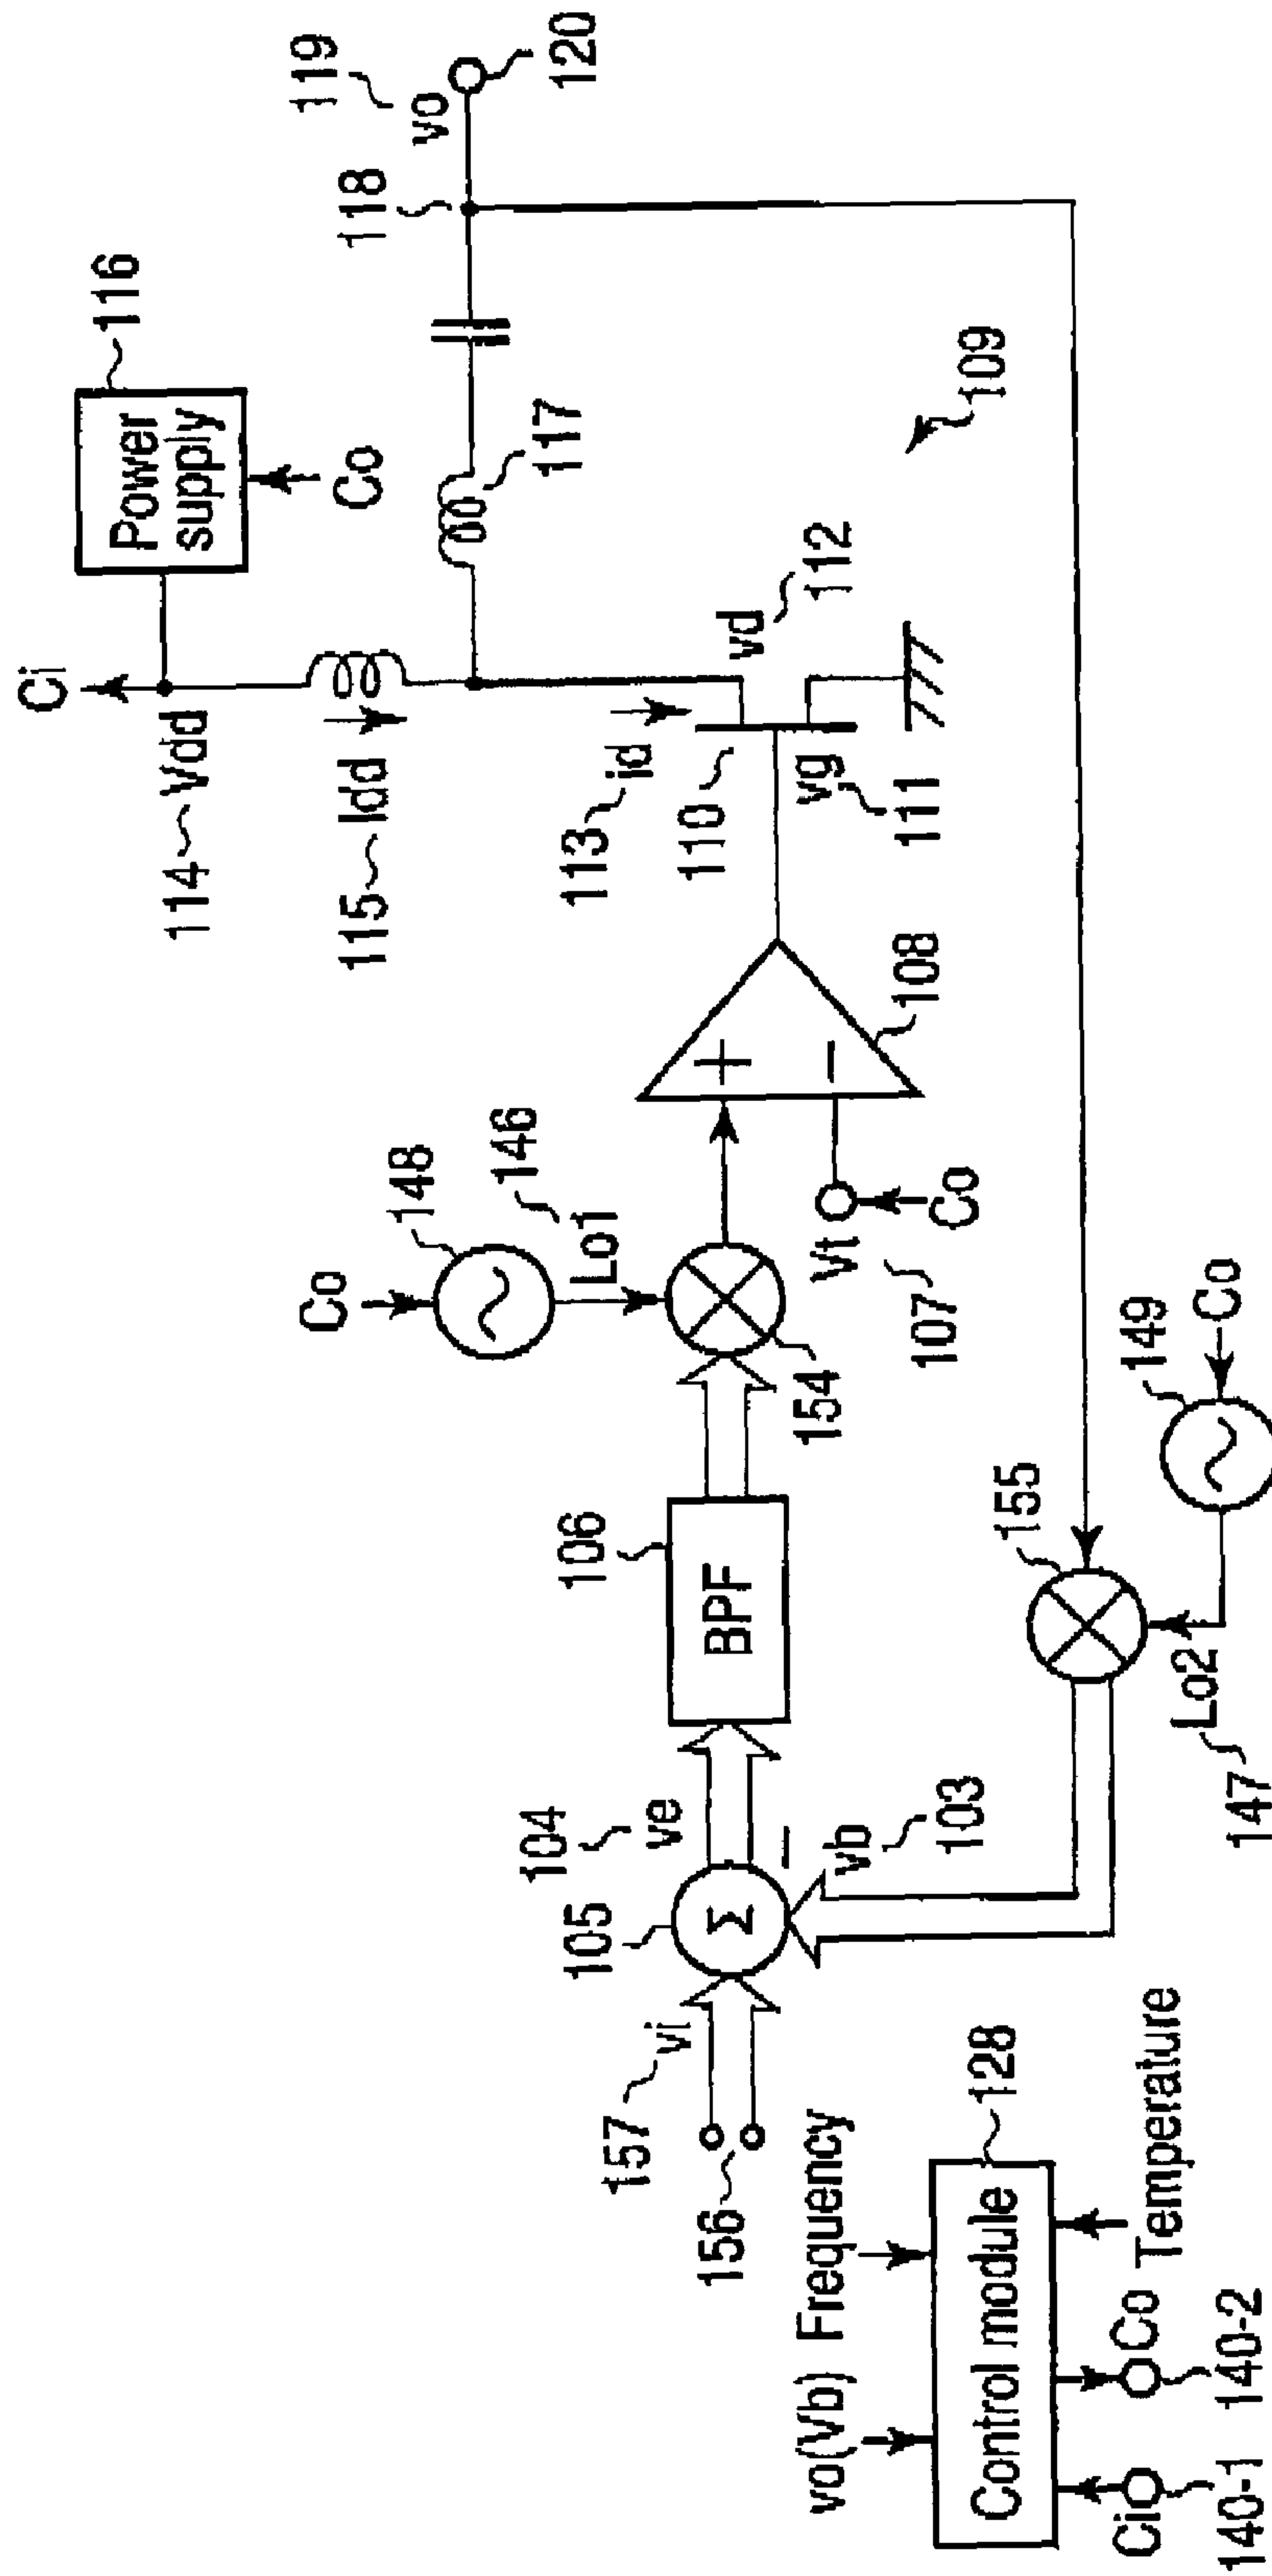 Ci
114
Vdd
Power
supply
116
Co
115
Idd
119
vo
118
120
117
113
id
vd
112
110
vg
111
109
Co
148
146
Lo1
108
+
−
154
Vt
107
Co
106
BPF
104
ve
105
Σ
−
157
vi
156
vb
103
155
149
Co
Lo2
147
vo(Vb)
Frequency
Control module
128
Ci
Co
Temperature
140-1
140-2